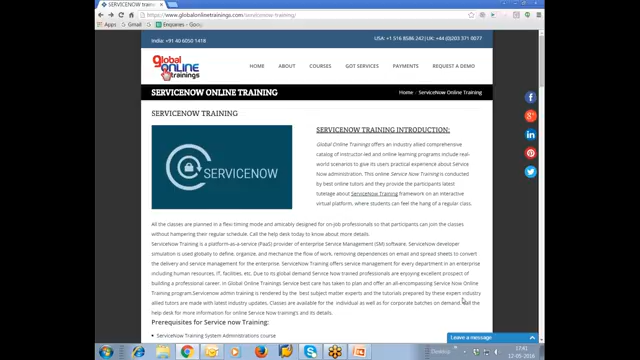 SERVICENOW trainin
www.globalonlinetrainings.com/servicenow-training/
Apps Gmail Enquiries - Goog
India: +91 40 6050 1418
USA: +1 516 8586 242 | UK: +44 (0)203 371 0077
global ONLINE trainings
HOME ABOUT COURSES GOT SERVICES PAYMENTS REQUEST A DEMO
SERVICENOW ONLINE TRAINING
Home ServiceNow Online Training
SERVICENOW TRAINING
SERVICENOW
SERVICENOW TRAINING INTRODUCTION:
Global Online Trainings offers an industry allied comprehensive
catalog of instructor-led and online learning programs include real-
world scenarios to give its users practical experience about Service
Now administration. This online Service Now Training is conducted
by best online tutors and they provide the participants latest
tutelage about ServiceNow Training framework on an interactive
virtual platform, where students can feel the hang of a regular class.
All the classes are planned in a flexi timing mode and amicably designed for on-job professionals so that participants can join the classes
without hampering their regular schedule. Call the help desk today to know about more details.
ServiceNow Training is a platform-as-a-service (PaaS) provider of enterprise Service Management (SM) software. ServiceNow developer
simulation is used globally to define, organize, and mechanize the flow of work, removing dependencies on email and spread sheets to convert
the delivery and service management for the enterprise. ServiceNow Training offers service management for every department in an enterprise
including human resources, IT, facilities, etc. Due to its global demand Service Now trained professionals are enjoying excellent prospect of
building a professional career. In Global Online Trainings Service best care has taken to plan and offer an all-encompassing Service Now Online
Training program.Servicenow admin training is rendered by the best subject matter experts and the tutorials prepared by these expert industry
allied tutors are made with latest industry updates. Classes are available for the individual as well as for corporate batches on demand. Call the
help desk for more information for online Service Now training's and its details.
Prerequisites for Service now Training:
ServiceNow Training System Administrations course
Leave a message
Desktop
17:41
12-05-2016